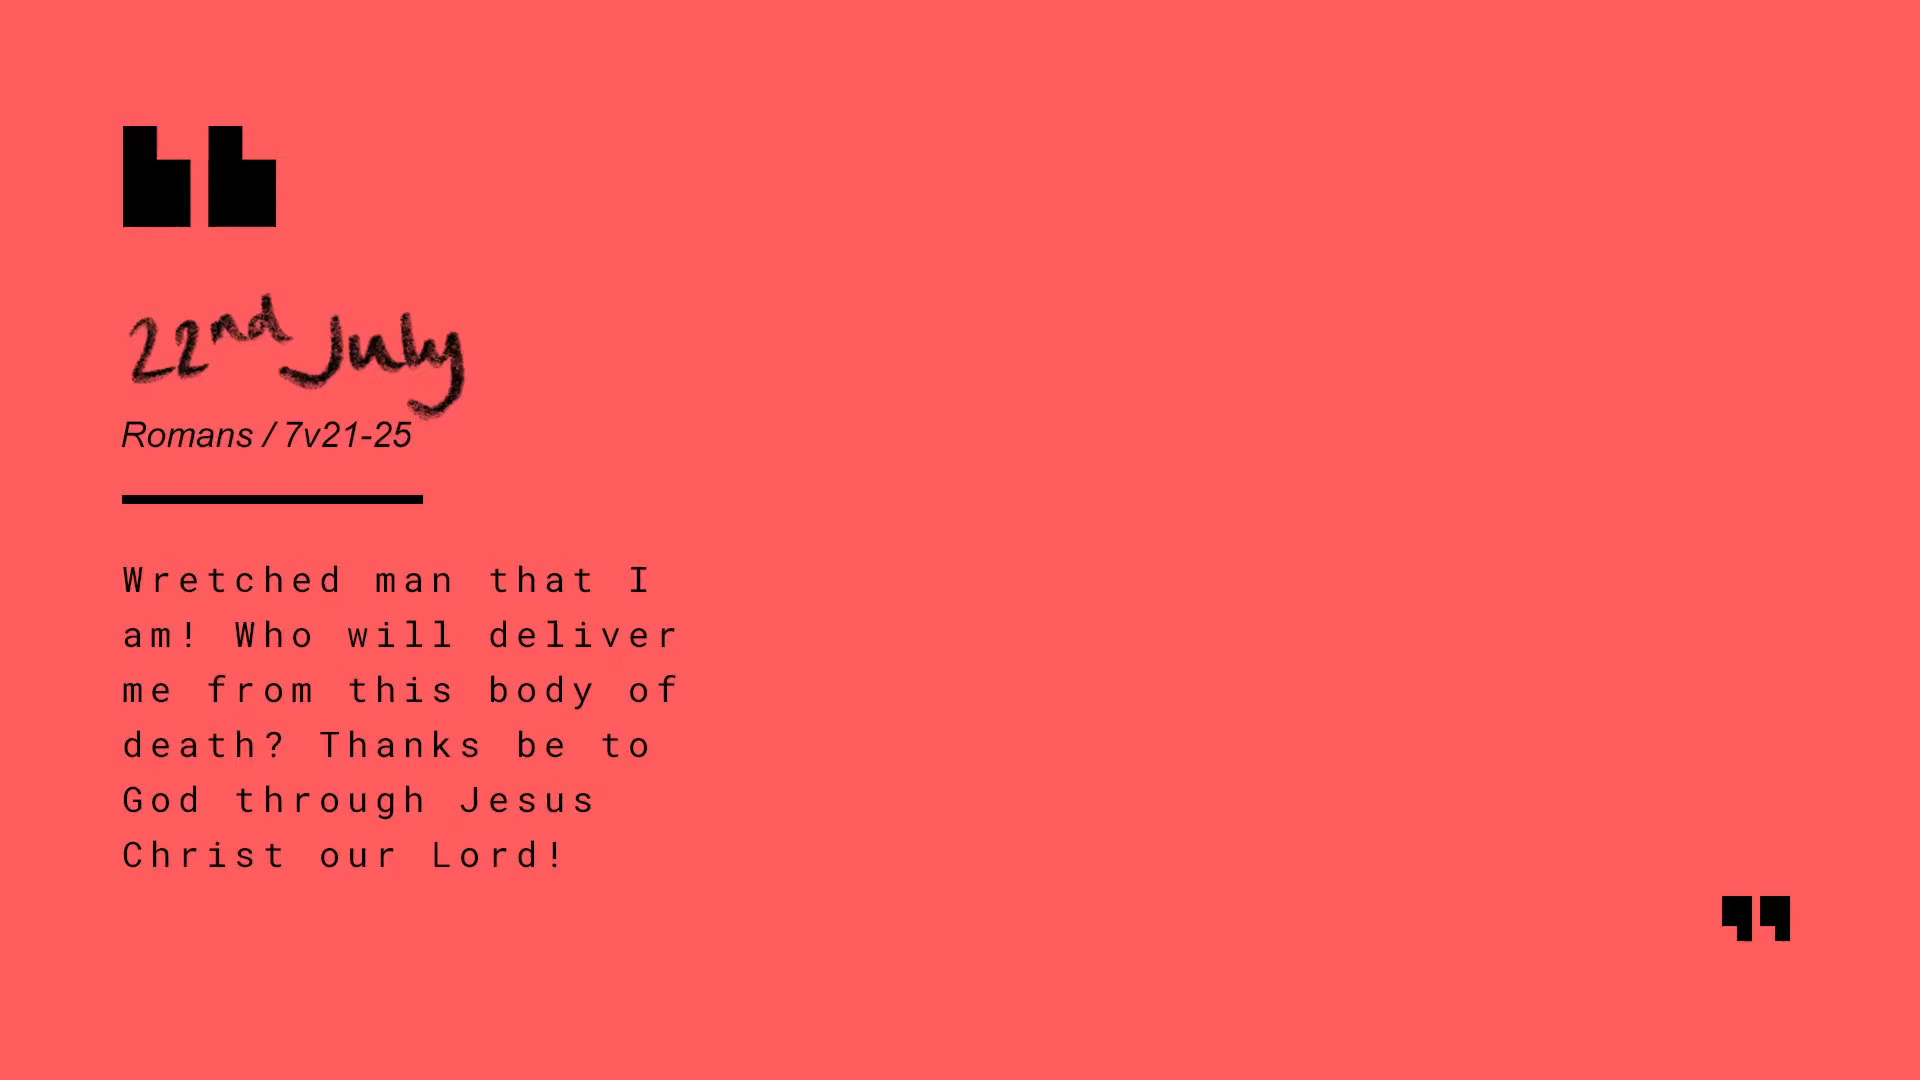 22nd July
Romans / 7v21-25
Wretched man that I
am! Who will deliver
me from this body of
death? Thanks be to
God through Jesus
Christ our Lord!